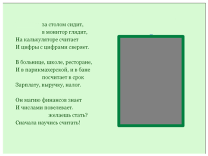 за столом сидит,
в монитор глядит,
На калькуляторе считает
И цифры с цифрами сверяет.
В больнице, школе, ресторане,
И в парикмахерской, и в бане
посчитает в срок
Зарплату, выручку, налог.
Он магию финансов знает
И числами повелевает.
желаешь стать?
Сначала научись считать!